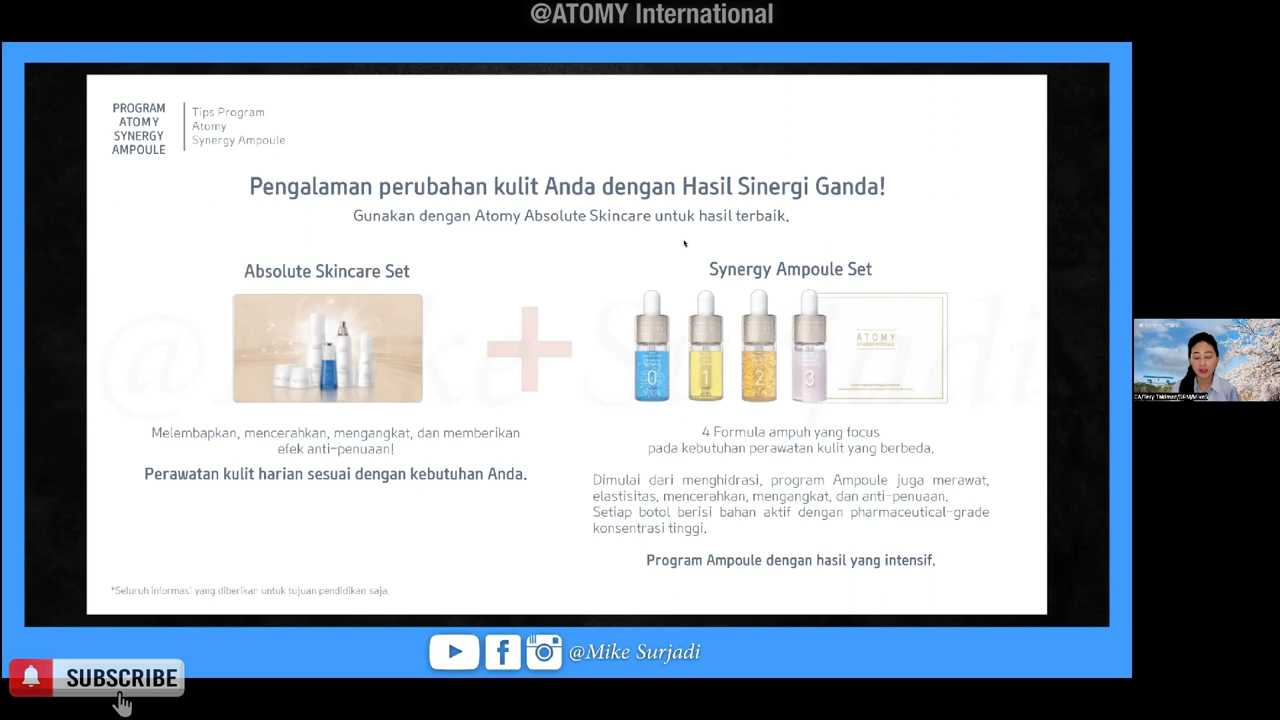 @ATOMY International
PROGRAM
ATOMY
SYNERGY
AMPOULE
Tips Program
Atomy
Synergy Ampoule
Pengalaman perubahan kulit Anda dengan Hasil Sinergi Ganda!
Gunakan dengan Atomy Absolute Skincare untuk hasil terbaik.
Absolute Skincare Set
Synergy Ampoule Set
0
1
2
3
ATOMY
@Mike Surjadi
Melembapkan, mencerahkan, mengangkat, dan memberikan
efek anti-penuaan!
Perawatan kulit harian sesuai dengan kebutuhan Anda.
4 Formula ampuh yang focus
pada kebutuhan perawatan kulit yang berbeda.
Dimulai dari menghidrasi, program Ampoule juga merawat,
elastisitas, mencerahkan, mengangkat, dan anti-penuaan.
Setiap botol berisi bahan aktif dengan pharmaceutical-grade
konsentrasi tinggi.
Program Ampoule dengan hasil yang intensif.
*Seluruh informasi yang diberikan untuk tujuan pendidikan saja.
@Mike Surjadi
SUBSCRIBE